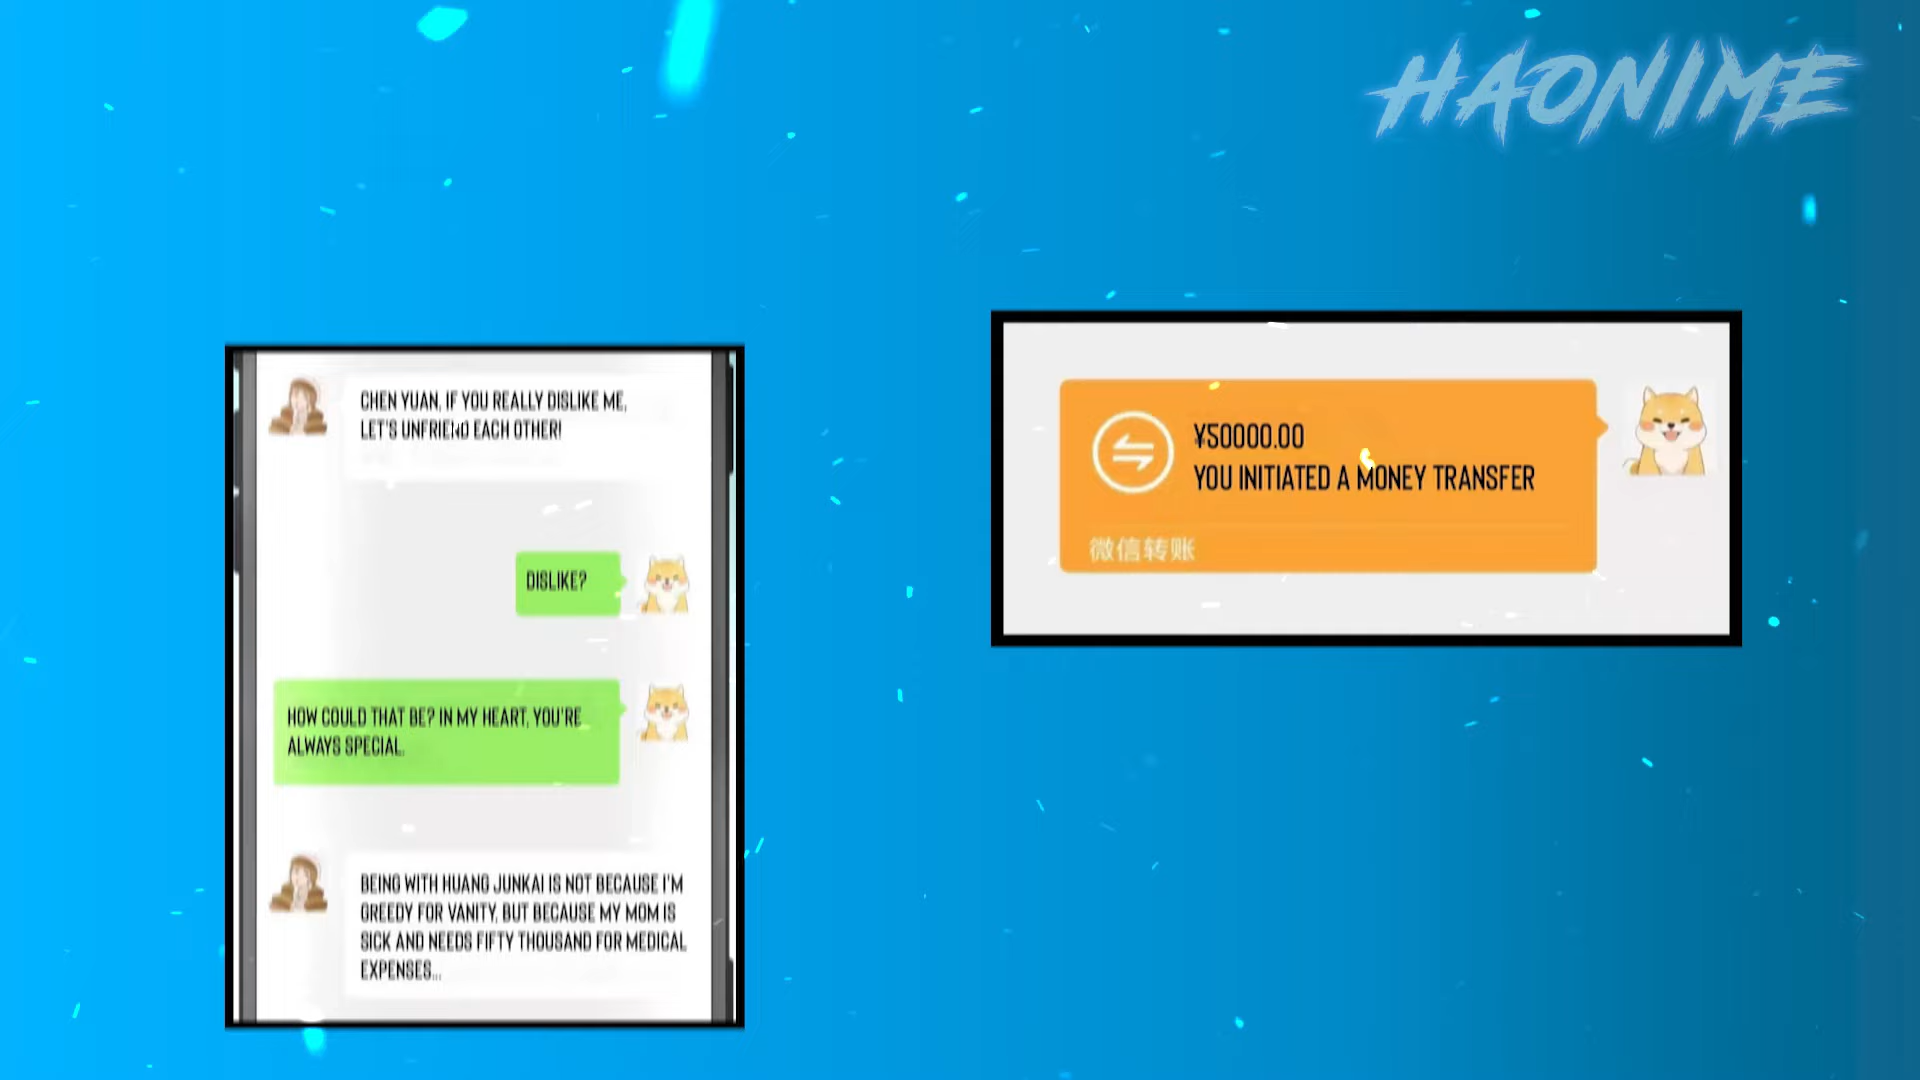 HAONIME
CHEN YUAN, IF YOU REALLY DISLIKE ME,
LET'S UNFRIEND EACH OTHER!
DISLIKE?
HOW COULD THAT BE? IN MY HEART, YOU'RE
ALWAYS SPECIAL.
BEING WITH HUANG JUNKAI IS NOT BECAUSE I'M
GREEDY FOR VANITY, BUT BECAUSE MY MOM IS
SICK AND NEEDS FIFTY THOUSAND FOR MEDICAL
EXPENSES...
¥50000.00
YOU INITIATED A MONEY TRANSFER
微信转账